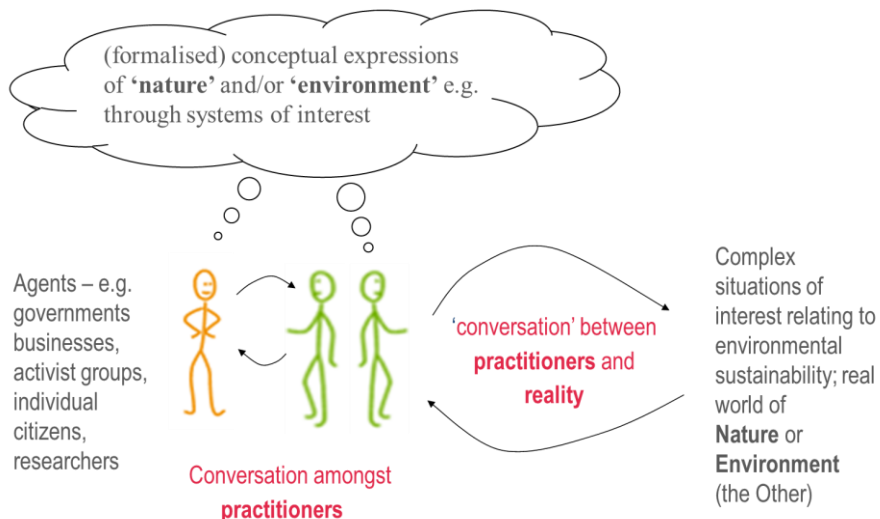 (formalised) conceptual expressions
of ‘nature’ and/or ‘environment’ e.g.
through systems of interest
Agents – e.g.
governments
businesses,
activist groups,
individual
citizens,
researchers
Conversation amongst
practitioners
‘conversation’ between
practitioners and
reality
Complex
situations of
interest relating to
environmental
sustainability; real
world of
Nature or
Environment
(the Other)